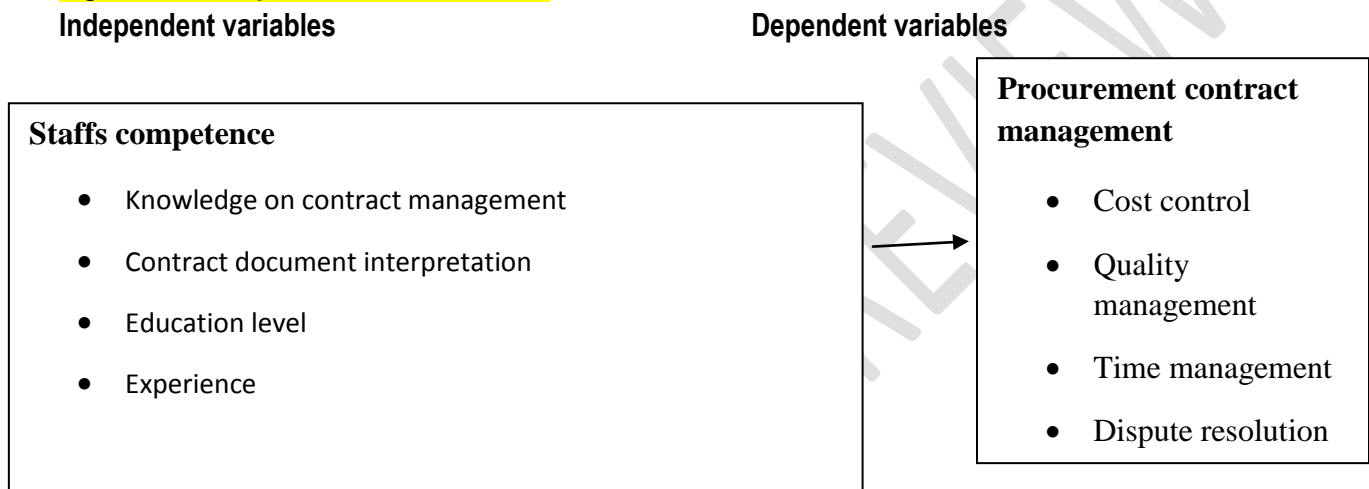 Independent variables
Dependent variables
Staffs competence
• Knowledge on contract management
• Contract document interpretation
• Education level
• Experience
Procurement contract
management
• Cost control
• Quality
management
• Time management
• Dispute resolution